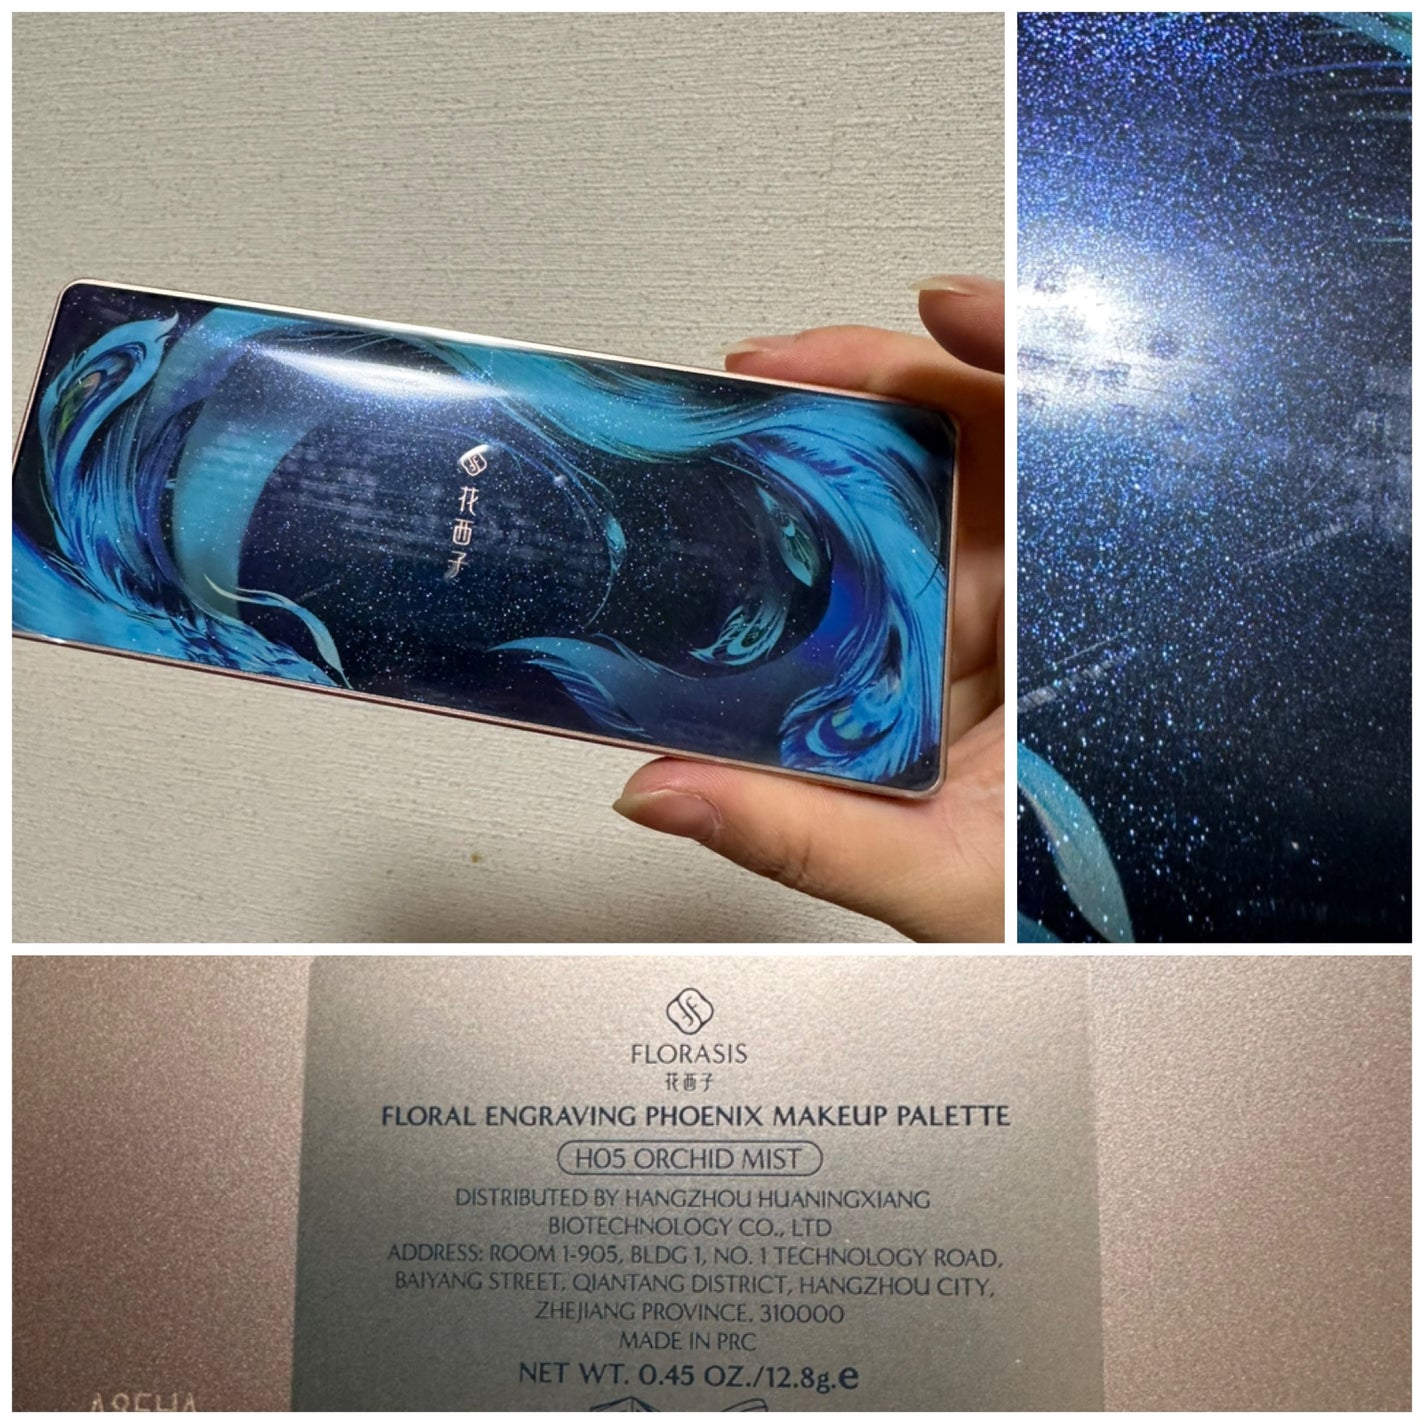 花西子
FLORASIS
花西子
FLORAL ENGRAVING PHOENIX MAKEUP PALETTE
H05 ORCHID MIST
DISTRIBUTED BY HANGZHOU HUANINGXIANG
BIOTECHNOLOGY CO., LTD
ADDRESS: ROOM 1-905, BLDG 1, NO. 1 TECHNOLOGY ROAD,
BAIYANG STREET, QIANTANG DISTRICT, HANGZHOU CITY,
ZHEJIANG PROVINCE, 310000
MADE IN PRC
NET WT. 0.45 OZ./12.8g.e